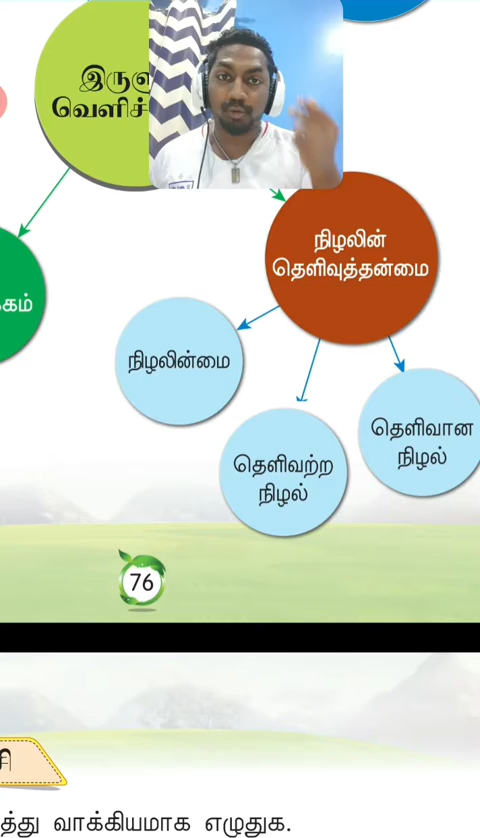 நிழலின்
தெளிவுத்தன்மை
நிழலின்மை
தெளிவான
நிழல்
தெளிவற்ற
நிழல்
76
வாக்கியமாக எழுதுக.